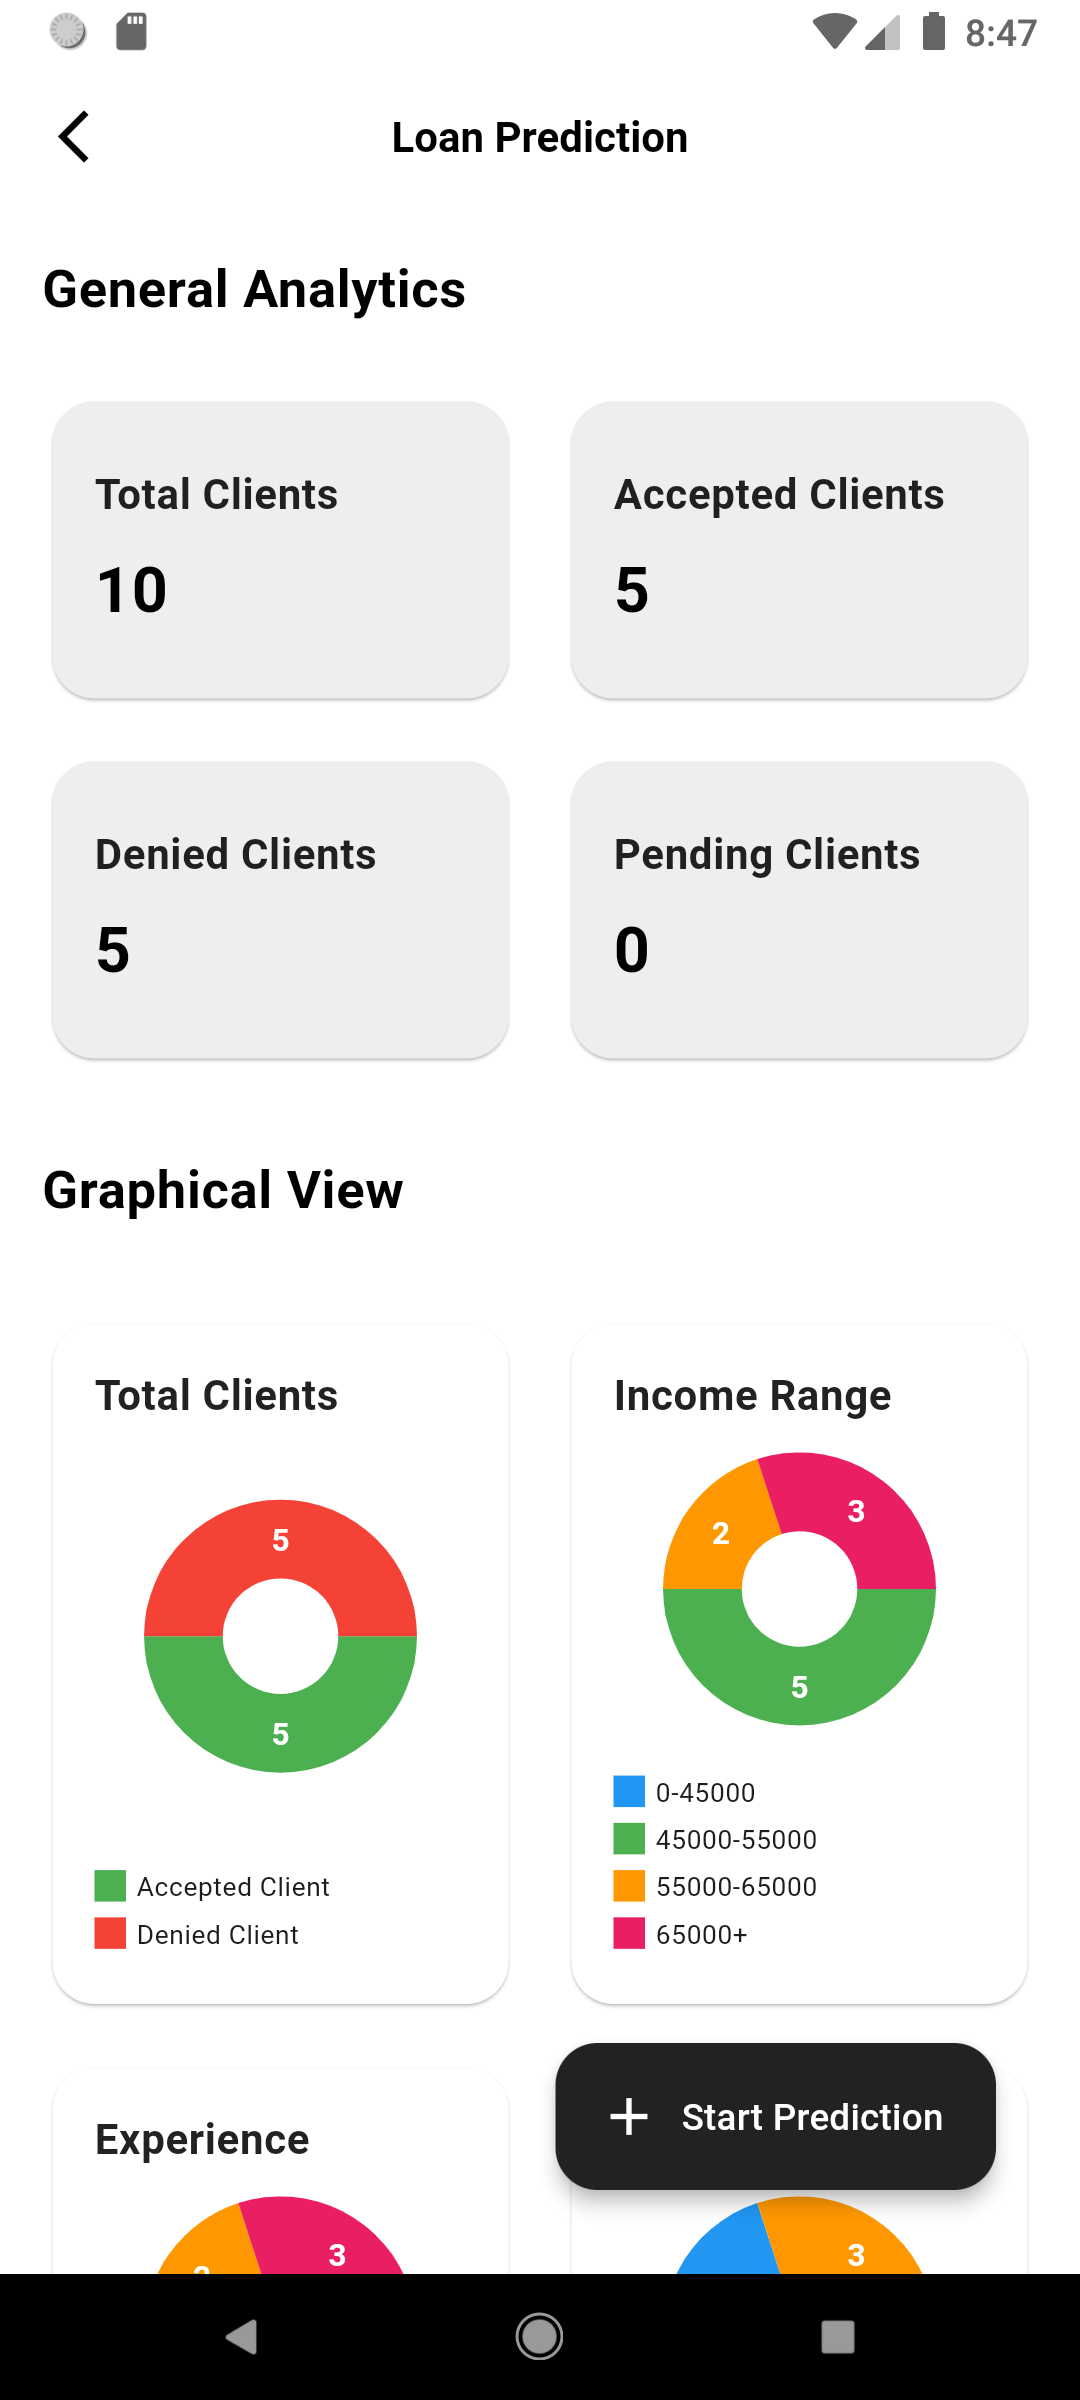 8:47
Loan Prediction
General Analytics
Total Clients
10
Accepted Clients
5
Denied Clients
5
Pending Clients
0
Graphical View
Total Clients
5
5
Accepted Client
Denied Client
Income Range
3
2
5
0-45000
45000-55000
55000-65000
65000+
Start Prediction
Experience
3
3